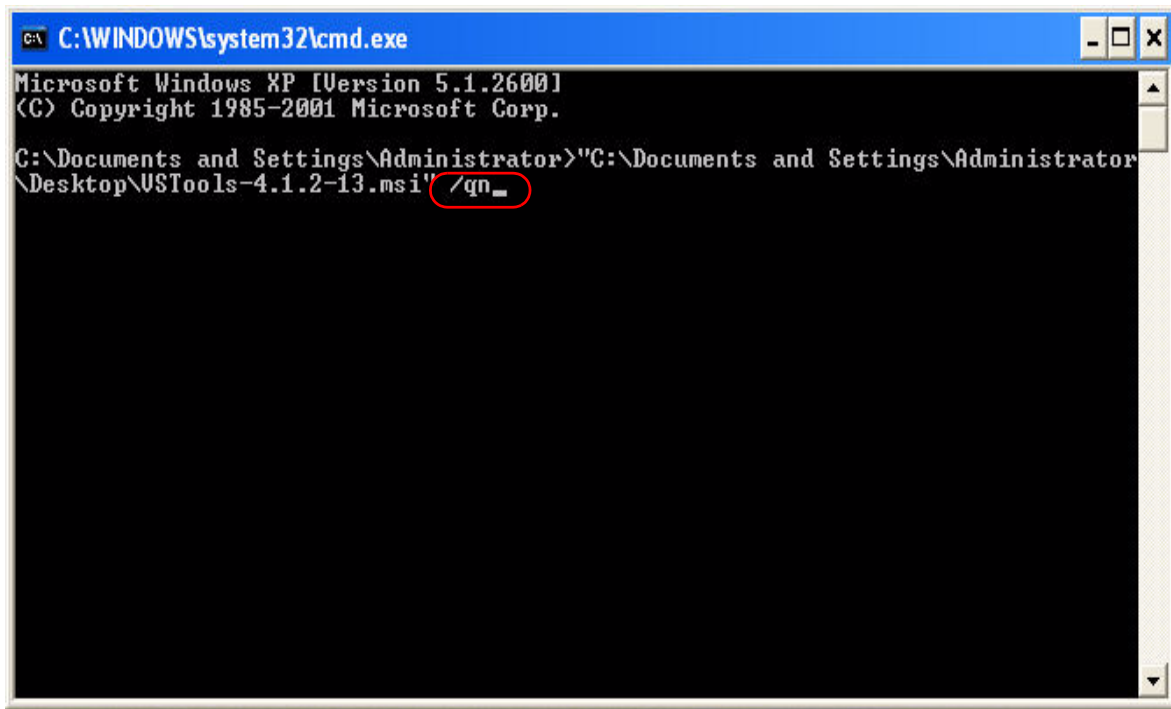 C:\WINDOWS\system32\cmd.exe
Microsoft Windows XP [Version 5.1.2600]
(C) Copyright 1985-2001 Microsoft Corp.
C:\Documents and Settings\Administrator>"C:\Documents and Settings\Administrator
\Desktop\VSTools-4.1.2-13.msi" /qn_